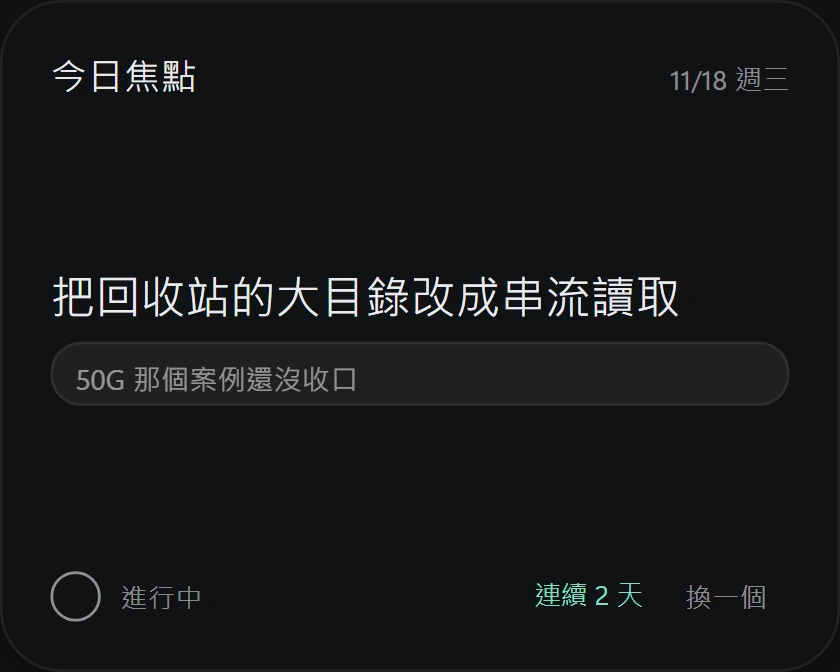 今日焦點
11/18 週三
把回收站的大目錄改成串流讀取
50G 那個案例還沒收口
進行中
連續 2 天
換一個